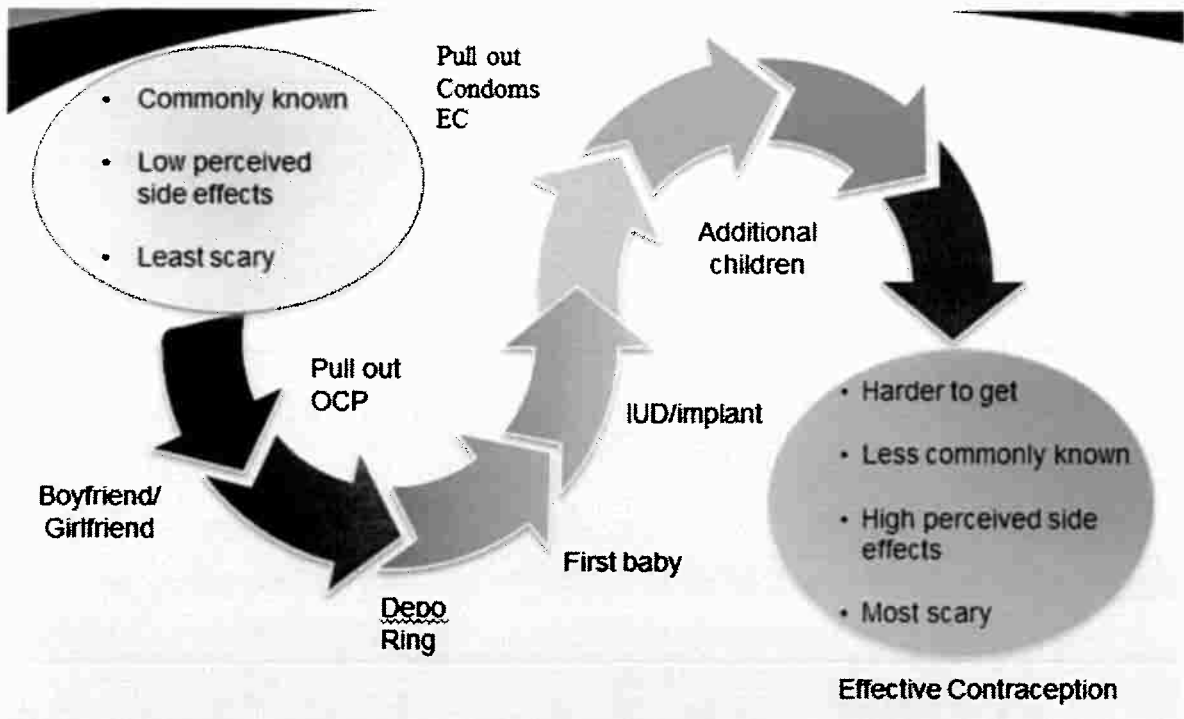 Commonly known
Low perceived
side effects
Least scary
Pull out
Condoms
EC
Pull out
OCP
Boyfriend/
Girlfriend
Depo
Ring
First baby
IUD/implant
Additional
children
Harder to get
Less commonly known
High perceived side
effects
Most scary
Effective Contraception